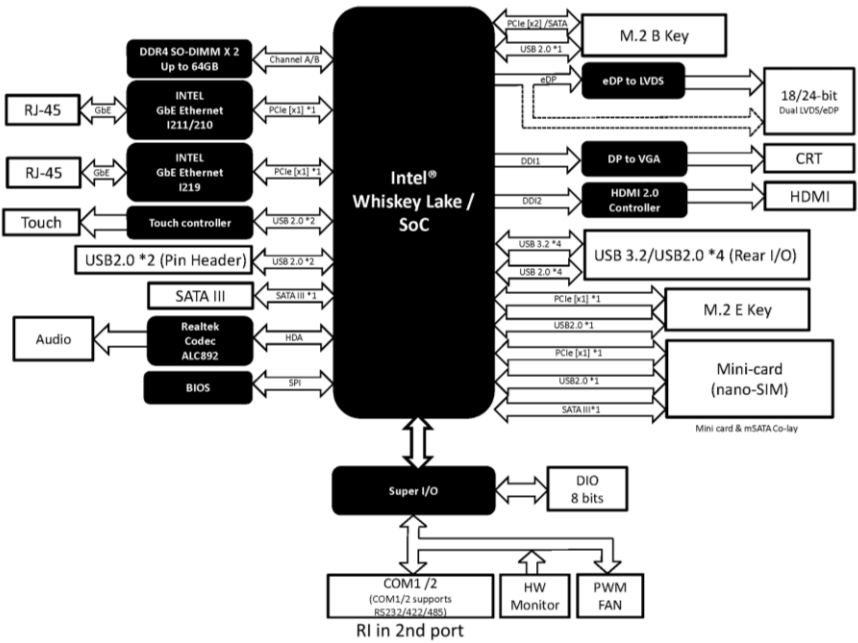 PCIe [x2] /SATA
M.2 B Key
USB 2.0 *1
DDR4 SO-DIMM X 2
Up to 64GB
Channel A/B
eDP
eDP to LVDS
18/24-bit
Dual LVDS/eDP
RJ-45
GbE
INTEL
GbE Ethernet
I211/210
PCIe [x1] *1
RJ-45
GbE
INTEL
GbE Ethernet
I219
PCIe [x1] *1
Intel®
Whiskey Lake /
SoC
DDI1
DP to VGA
CRT
DDI2
HDMI 2.0
Controller
HDMI
Touch
Touch controller
USB 2.0 *2
USB2.0 *2 (Pin Header)
USB 2.0 *2
USB 3.2 *4
USB 2.0 *4
USB 3.2/USB2.0 *4 (Rear I/O)
SATA III
SATA III *1
PCIe [x1] *1
USB2.0 *1
M.2 E Key
Audio
Realtek
Codec
ALC892
HDA
BIOS
SPI
PCIe [x1] *1
USB2.0 *1
SATA III*1
Mini-card
(nano-SIM)
Mini card & mSATA Co-lay
Super I/O
DIO
8 bits
COM1 /2
(COM1/2 supports
RS232/422/485)
HW
Monitor
PWM
FAN
RI in 2nd port